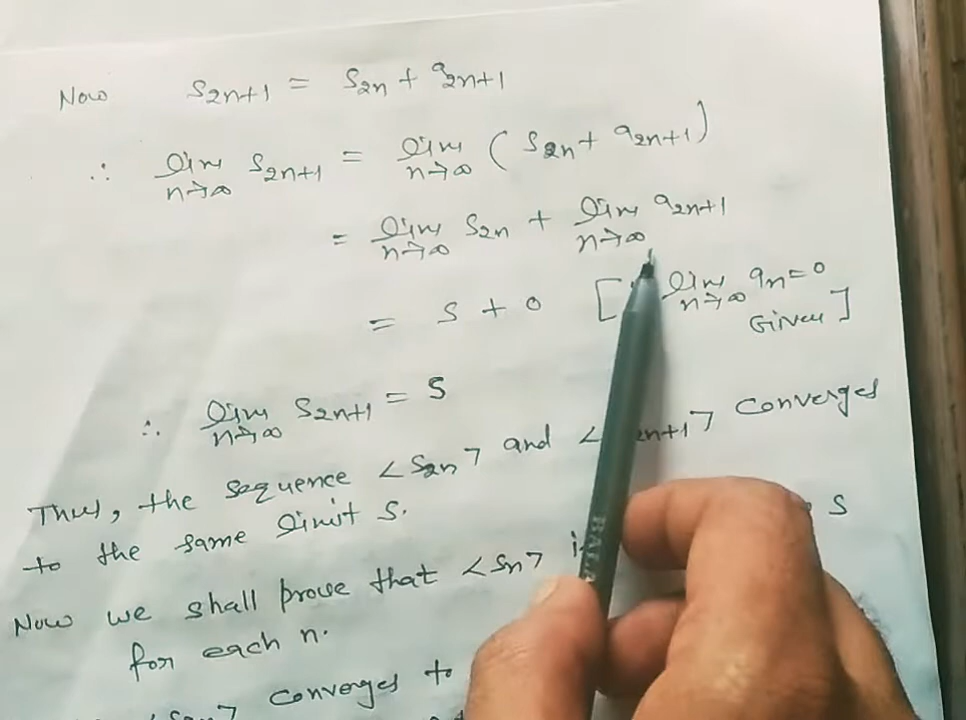 Now S2n+1 = S2n + a2n+1
∴ lim n→∞ S2n+1 = lim n→∞ ( S2n + a2n+1 )
= lim n→∞ S2n + lim n→∞ a2n+1
= S + 0 [ lim n→∞ an = 0
Given ]
∴ lim n→∞ S2n+1 = S
Thus, the sequence <S2n> and < 2n+1> converges
to the same limit S.
Now we shall prove that <Sn> S
for each n.
converges to